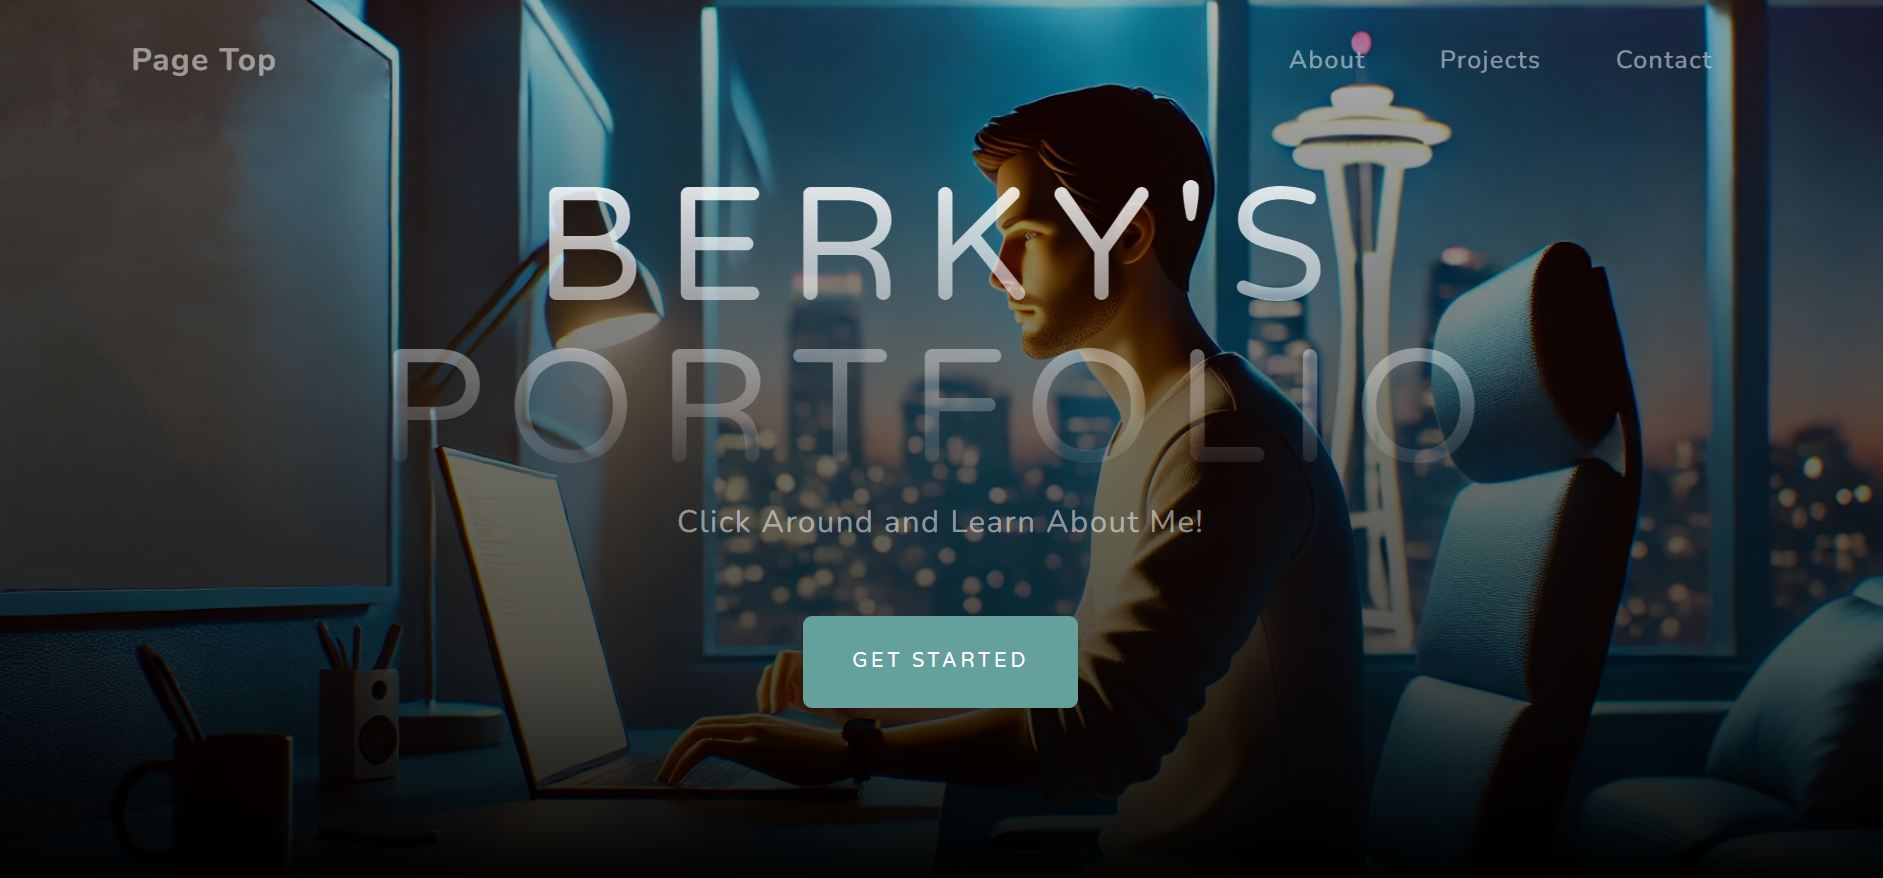 Page Top
About Projects Contact
BERKY'S
PORTFOLIO
Click Around and Learn About Me!
GET STARTED